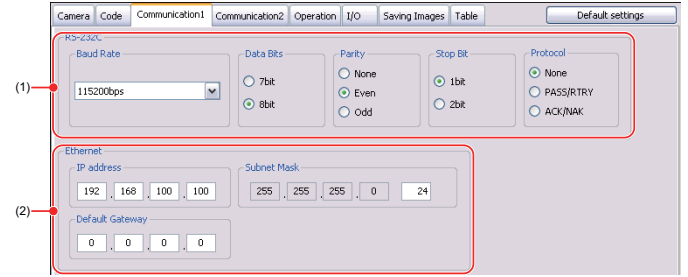 Camera Code Communication1 Communication2 Operation I/O Saving Images Table Default settings
RS-232C
Baud Rate Data Bits Parity Stop Bit Protocol
(1) 115200bps
7bit
8bit
None
Even
Odd
1bit
2bit
None
PASS/RTRY
ACK/NAK
Ethernet
IP address Subnet Mask
192 . 168 . 100 . 100 255 . 255 . 255 . 0 24
(2)
Default Gateway
0 . 0 . 0 . 0